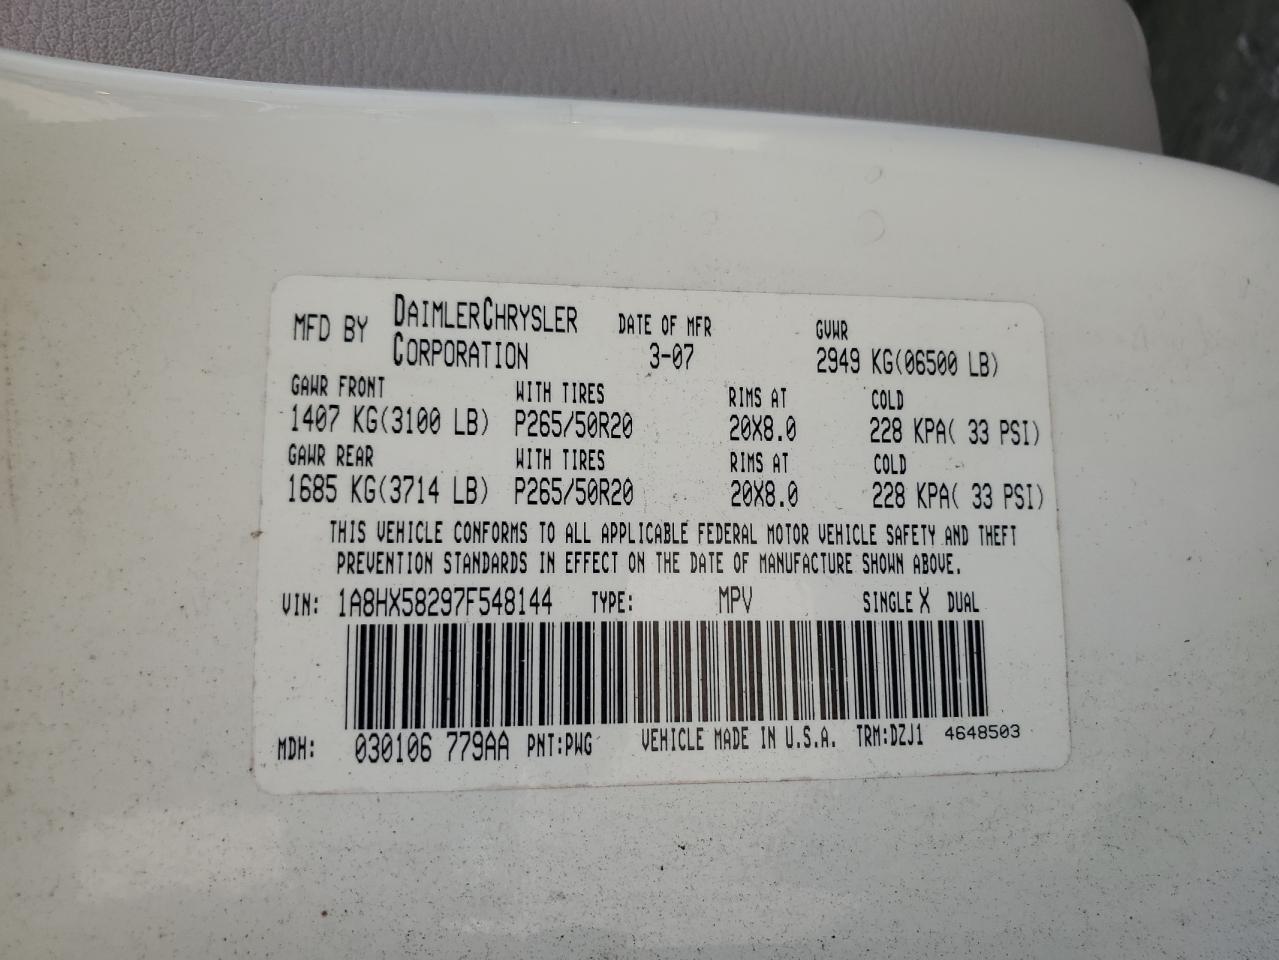 MFD BY DAIMLERCHRYSLER CORPORATION DATE OF MFR 3-07 GVWR 2949 KG(06500 LB)
GAWR FRONT WITH TIRES RIMS AT COLD
1407 KG(3100 LB) P265/50R20 20X8.0 228 KPA( 33 PSI)
GAWR REAR WITH TIRES RIMS AT COLD
1685 KG(3714 LB) P265/50R20 20X8.0 228 KPA( 33 PSI)
THIS VEHICLE CONFORMS TO ALL APPLICABLE FEDERAL MOTOR VEHICLE SAFETY AND THEFT
PREVENTION STANDARDS IN EFFECT ON THE DATE OF MANUFACTURE SHOWN ABOVE.
VIN: 1A8HX58297F548144 TYPE: MPV SINGLE X DUAL
MDH: 030106 779AA PNT:PWG VEHICLE MADE IN U.S.A. TRM:DZJ1 4648503